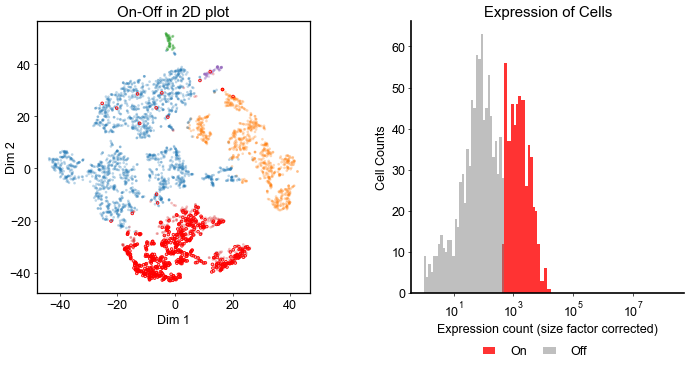 On-Off in 2D plot
Dim 2
40
20
0
−20
−40
−40 −20 0 20 40
Dim 1
Expression of Cells
Cell Counts
60
50
40
30
20
10
0
10^1 10^3 10^5 10^7
Expression count (size factor corrected)
On Off